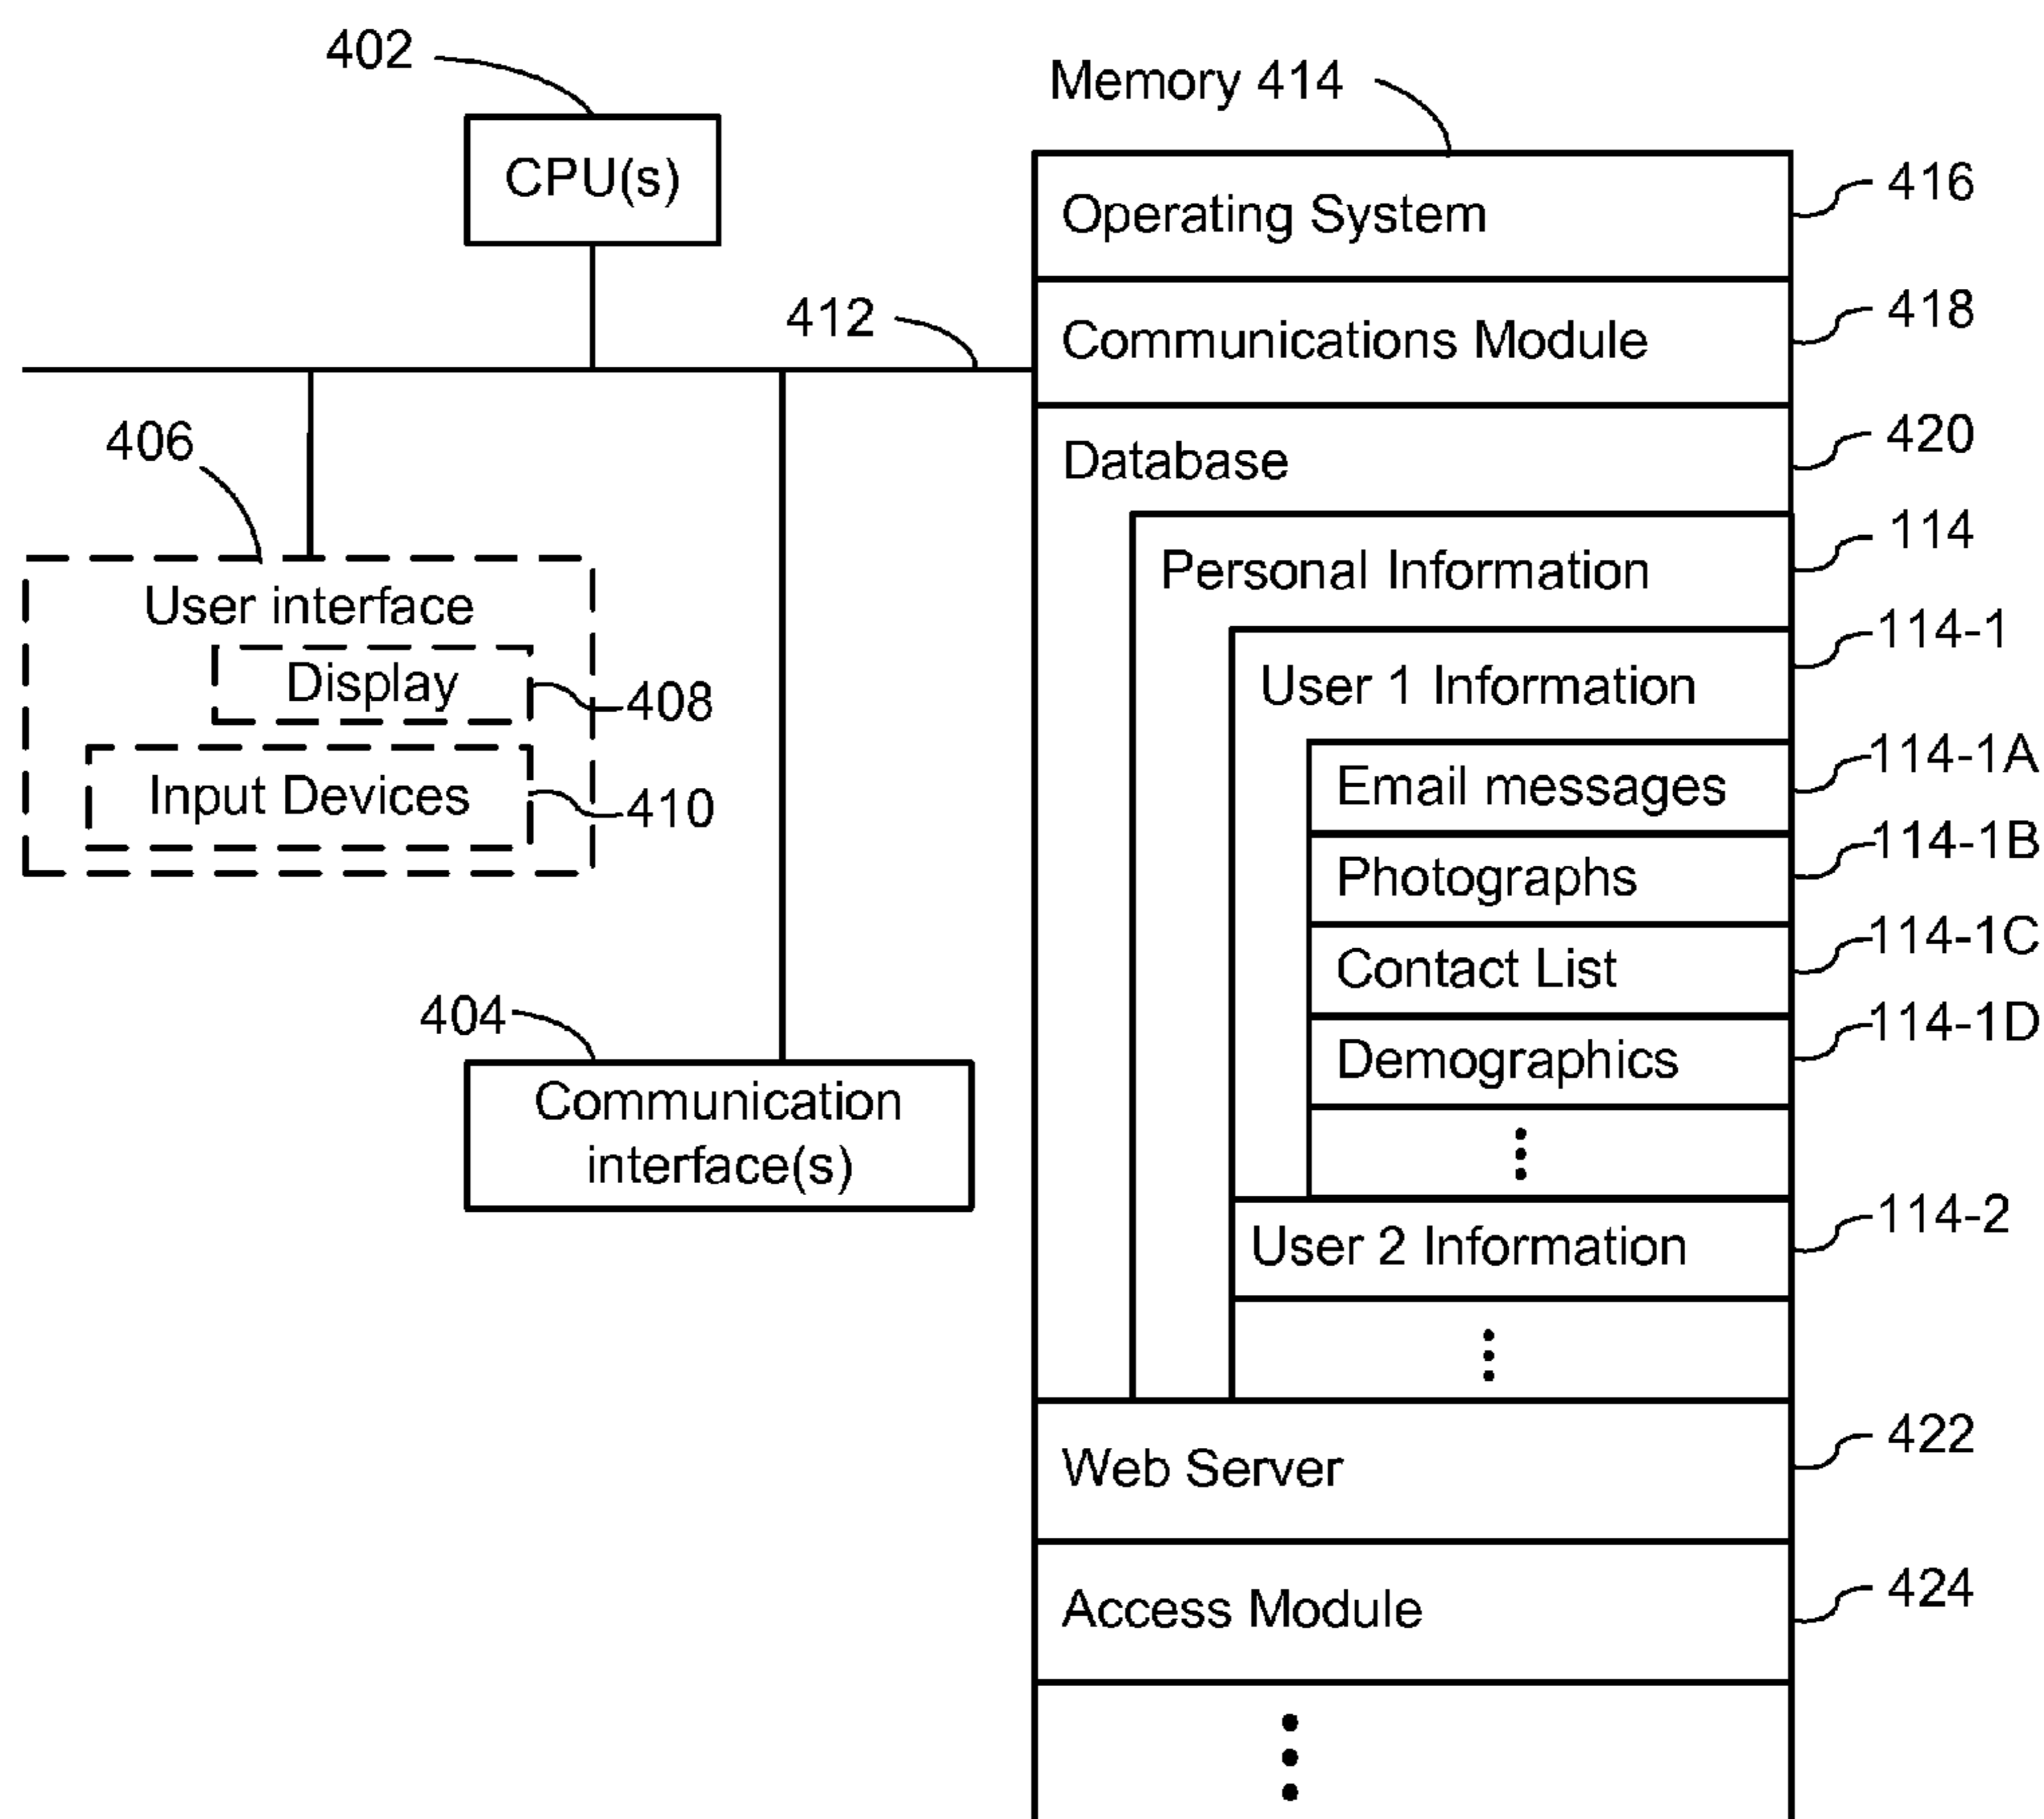 402
CPU(s)
412
406
User interface
Display
408
Input Devices
410
404
Communication
interface(s)
Memory 414
Operating System
416
Communications Module
418
Database
420
Personal Information
114
User 1 Information
114-1
Email messages
114-1A
Photographs
114-1B
Contact List
114-1C
Demographics
114-1D
User 2 Information
114-2
Web Server
422
Access Module
424